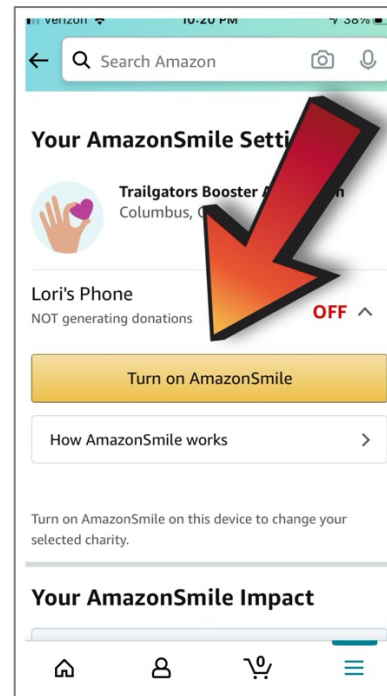 Verizon 10:20 PM 38%
Search Amazon
Your AmazonSmile Setti
Trailgators Booster
Columbus,
Lori's Phone
NOT generating donations
OFF
Turn on AmazonSmile
How AmazonSmile works
Turn on AmazonSmile on this device to change your
selected charity.
Your AmazonSmile Impact
0